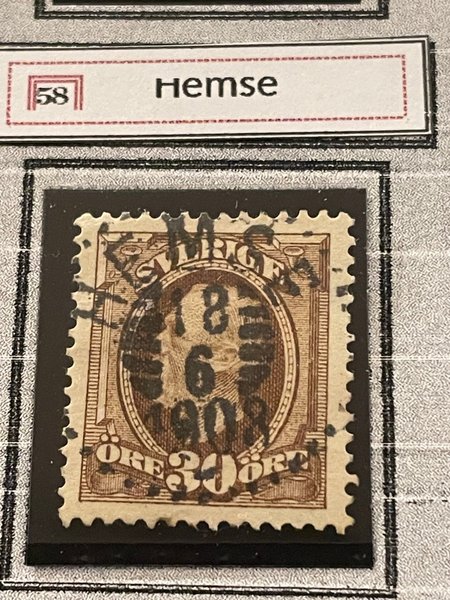 58
Hemse
HEMSE
SVERIGE
18
6
1908
ÖRE 30 ÖRE